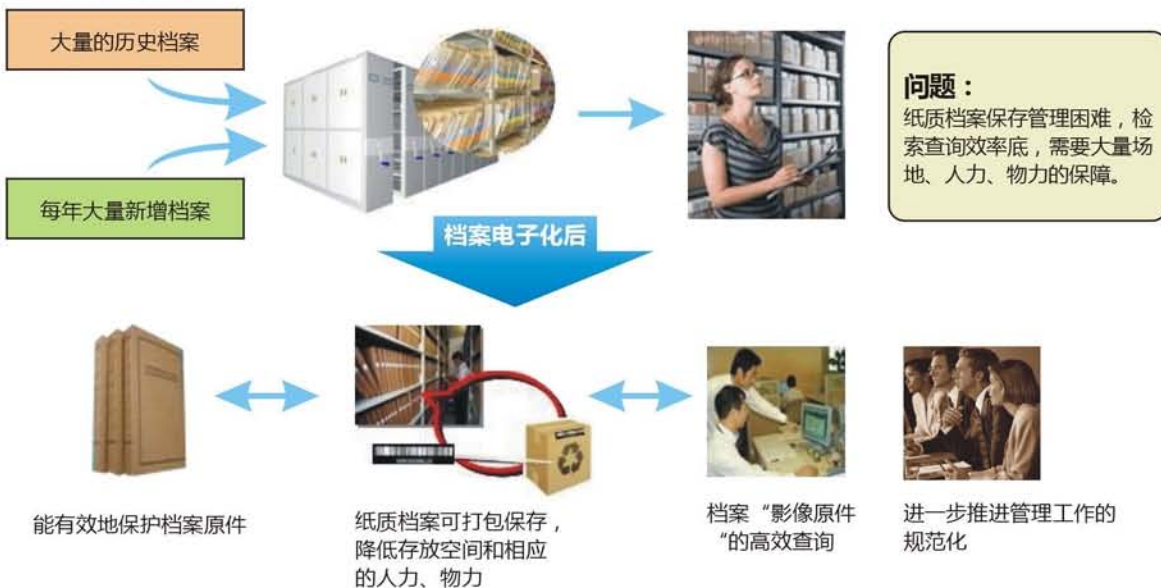 大量的历史档案
每年大量新增档案
问题：
纸质档案保存管理困难，检
索查询效率底，需要大量场
地、人力、物力的保障。
档案电子化后
能有效地保护档案原件
纸质档案可打包保存，
降低存放空间和相应
的人力、物力
档案“影像原件
“的高效查询
进一步推进管理工作的
规范化